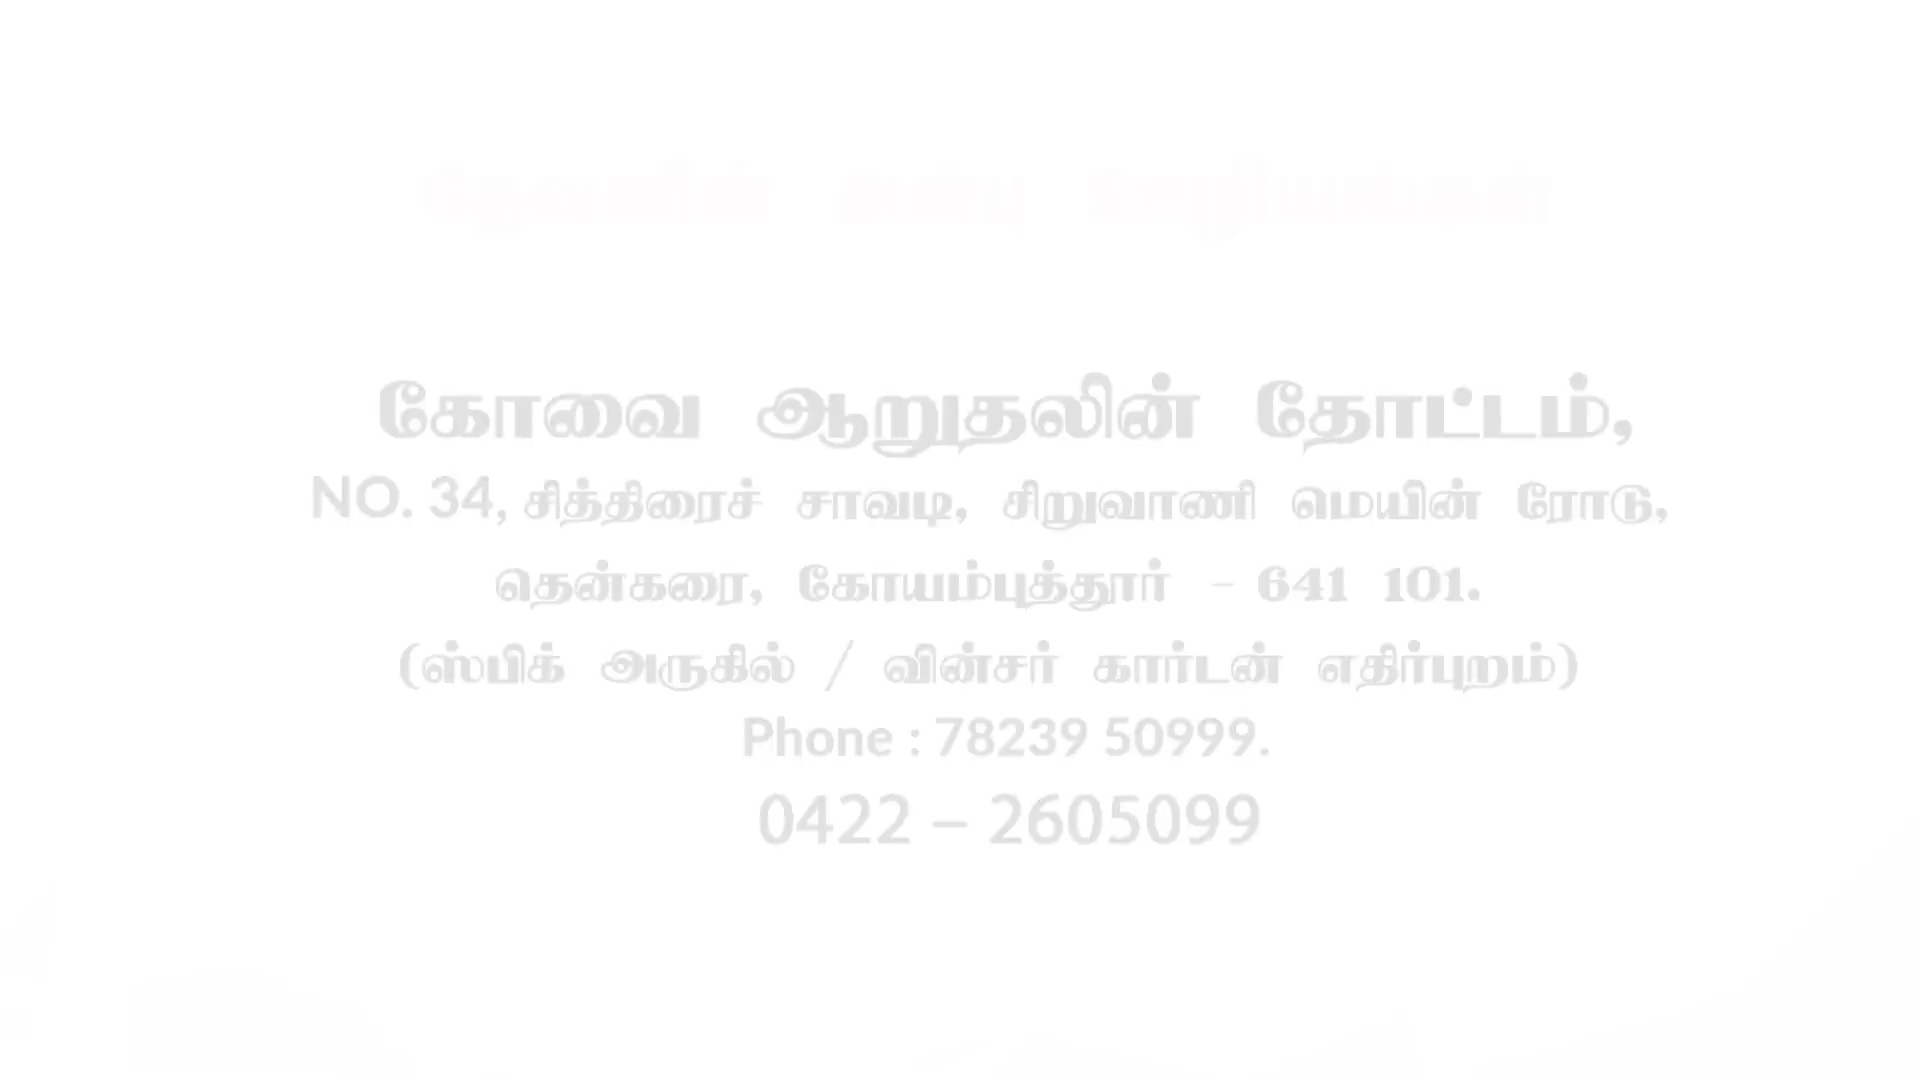 கோவை ஆறுதலின் தோட்டம்,
NO. 34, சித்திரைச் சாவடி, சிறுவாணி மெயின் ரோடு,
தென்கரை, கோயம்புத்தூர் - 641 101.
(ஸ்பிக் அருகில் / வின்சர் கார்டன் எதிர்புறம்)
Phone : 78239 50999.
0422 – 2605099